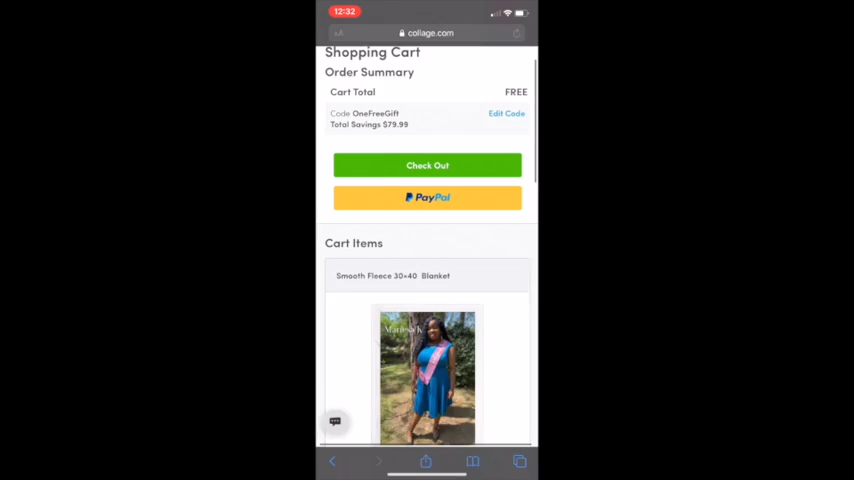 12:32
AA
collage.com
Shopping Cart
Order Summary
Cart Total FREE
Code OneFreeGift Edit Code
Total Savings $79.99
Check Out
PayPal
Cart Items
Smooth Fleece 30×40 Blanket